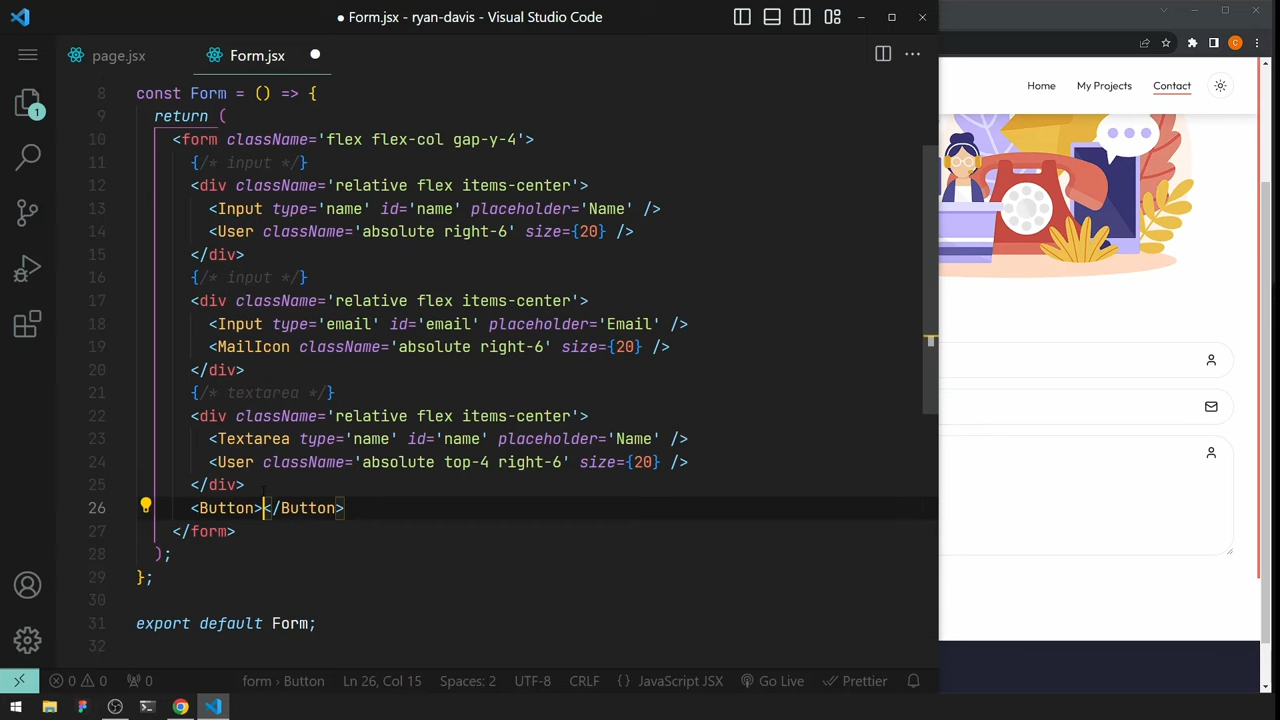 ● Form.jsx - ryan-davis - Visual Studio Code
page.jsx
Form.jsx
1
C
Home
My Projects
Contact
8 const Form = () => {
9 return (
10 <form className='flex flex-col gap-y-4'>
11 {/* input */}
12 <div className='relative flex items-center'>
13 <Input type='name' id='name' placeholder='Name' />
14 <User className='absolute right-6' size={20} />
15 </div>
16 {/* input */}
17 <div className='relative flex items-center'>
18 <Input type='email' id='email' placeholder='Email' />
19 <MailIcon className='absolute right-6' size={20} />
20 </div>
21 {/* textarea */}
22 <div className='relative flex items-center'>
23 <Textarea type='name' id='name' placeholder='Name' />
24 <User className='absolute top-4 right-6' size={20} />
25 </div>
26 <Button></Button>
27 </form>
28 );
29 };
30
31 export default Form;
32
0 0 0
form › Button
Ln 26, Col 15
Spaces: 2
UTF-8
CRLF
{ } JavaScript JSX
Go Live
Prettier